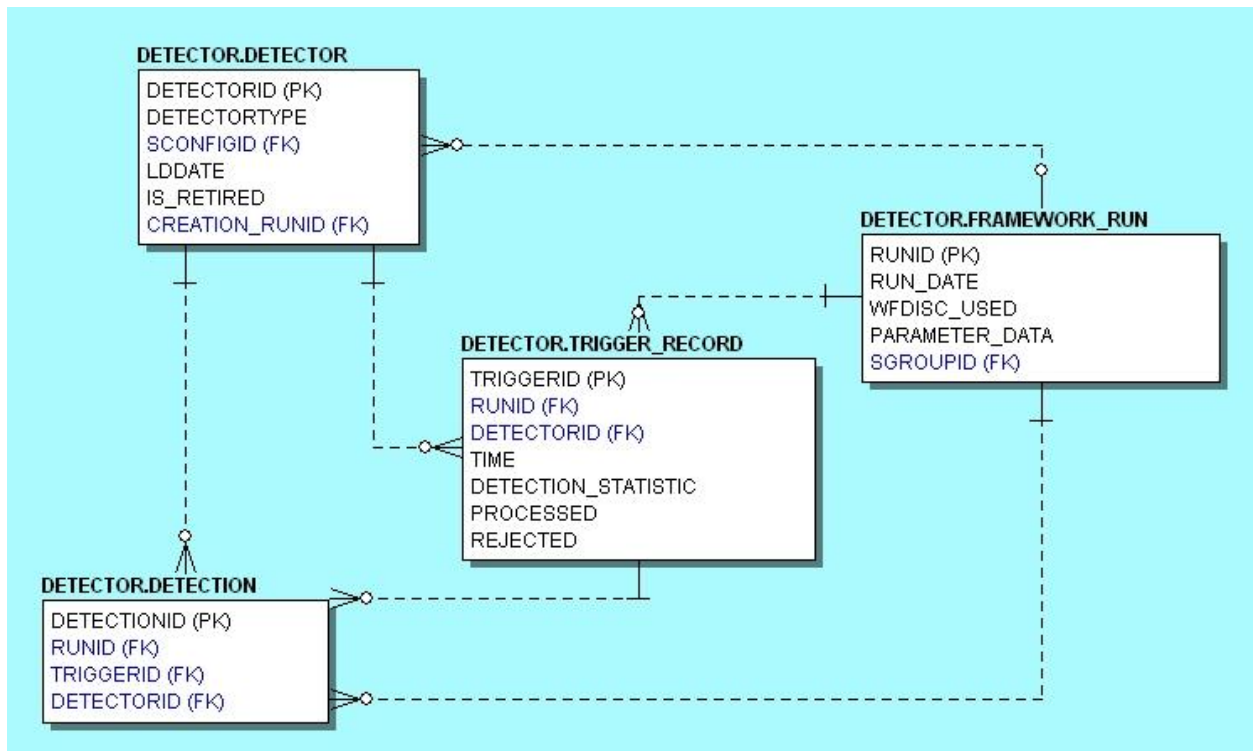 DETECTOR.DETECTOR
DETECTORID (PK)
DETECTORTYPE
SCONFIGID (FK)
LDDATE
IS_RETIRED
CREATION_RUNID (FK)
DETECTOR.FRAMEWORK_RUN
RUNID (PK)
RUN_DATE
WFDISC_USED
PARAMETER_DATA
SGROUPID (FK)
DETECTOR.TRIGGER_RECORD
TRIGGERID (PK)
RUNID (FK)
DETECTORID (FK)
TIME
DETECTION_STATISTIC
PROCESSED
REJECTED
DETECTOR.DETECTION
DETECTIONID (PK)
RUNID (FK)
TRIGGERID (FK)
DETECTORID (FK)